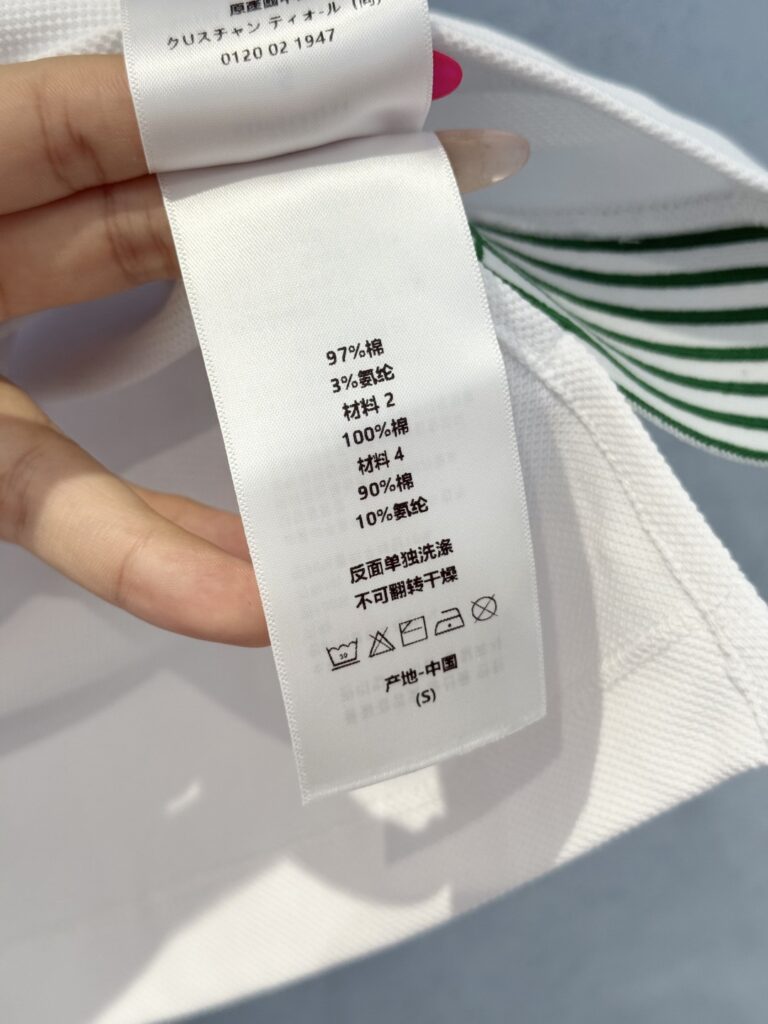 クリスチャン ディオール (同)
0120 02 1947
97%棉
3%氨纶
材料 2
100%棉
材料 4
90%棉
10%氨纶
反面单独洗涤
不可翻转干燥
30
产地-中国
(S)